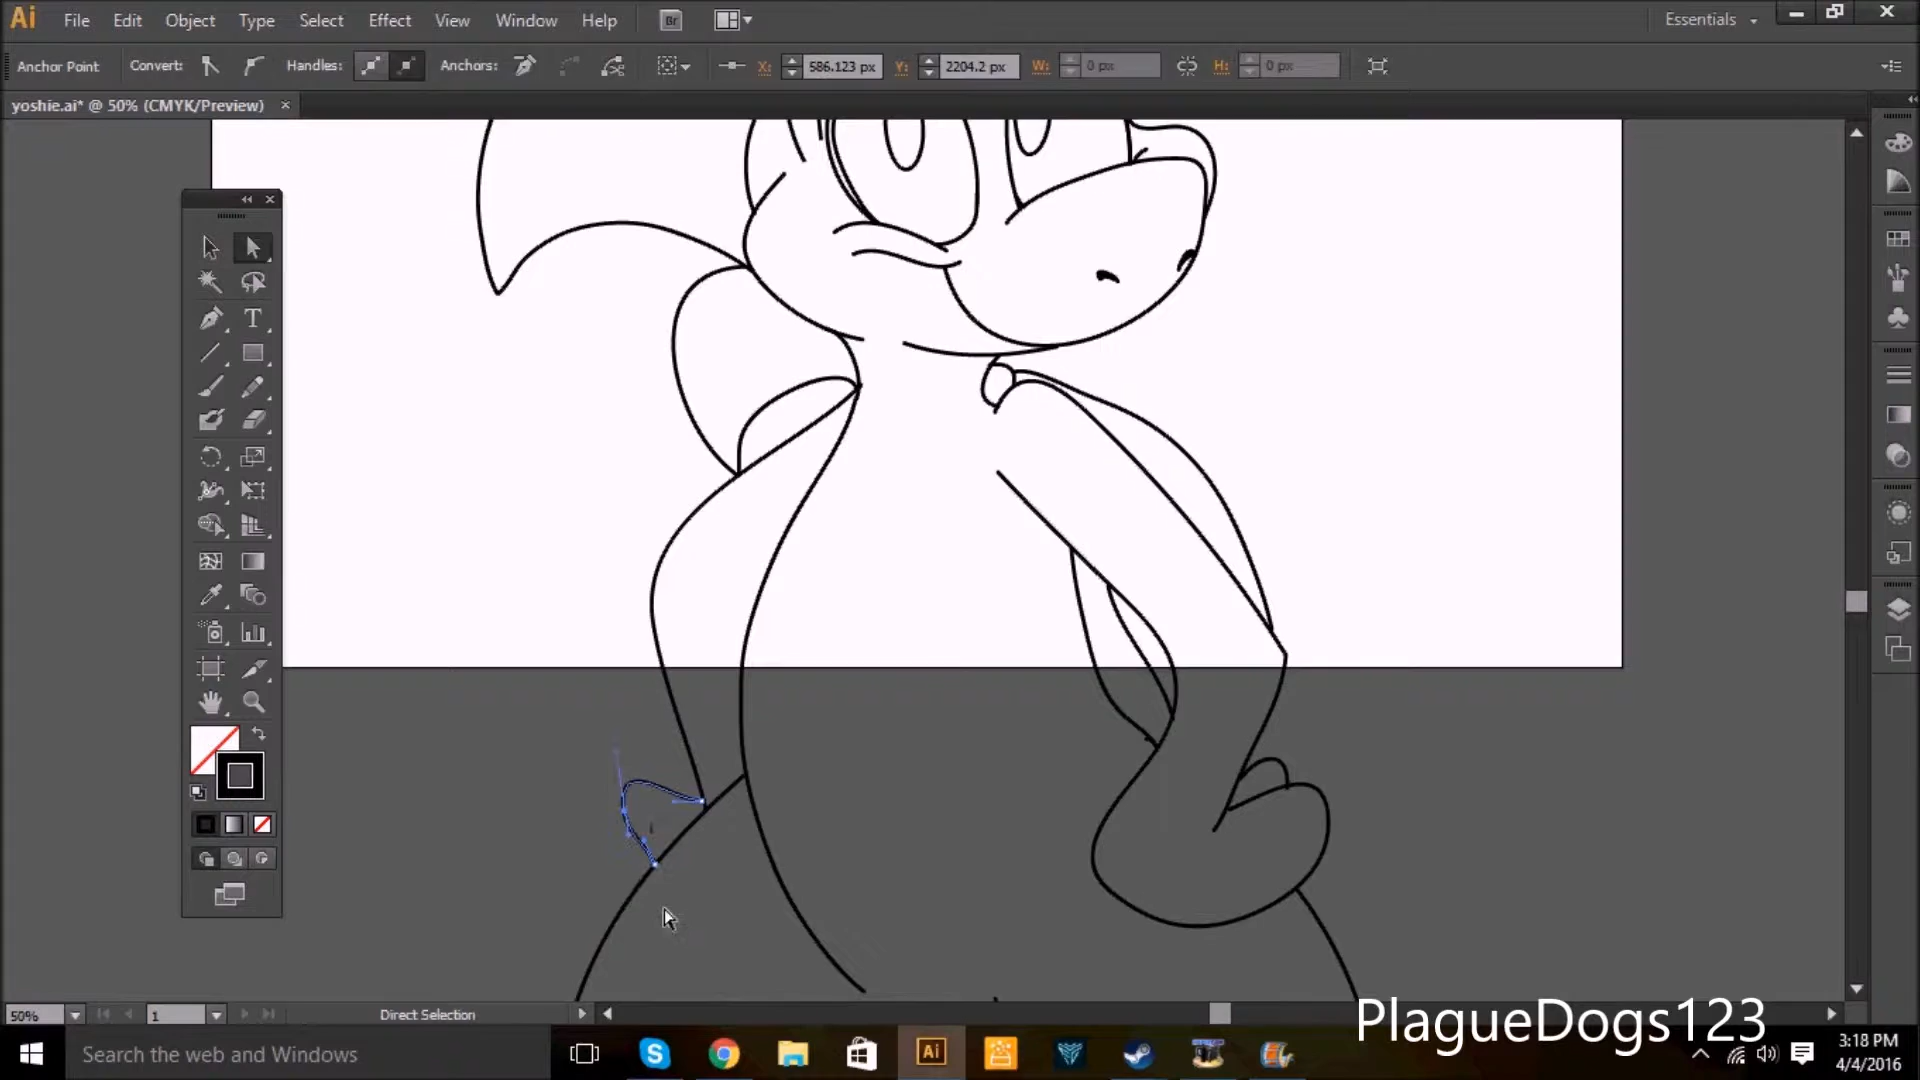 Ai File Edit Object Type Select Effect View Window Help Br Essentials
Anchor Point Convert: Handles: Anchors: X: 586.123 px Y: 2204.2 px W: 0 px H: 0 px
yoshie.ai* @ 50% (CMYK/Preview)
T
50% 1 Direct Selection
PlagueDogs123
Search the web and Windows
Ai
3:18 PM
4/4/2016